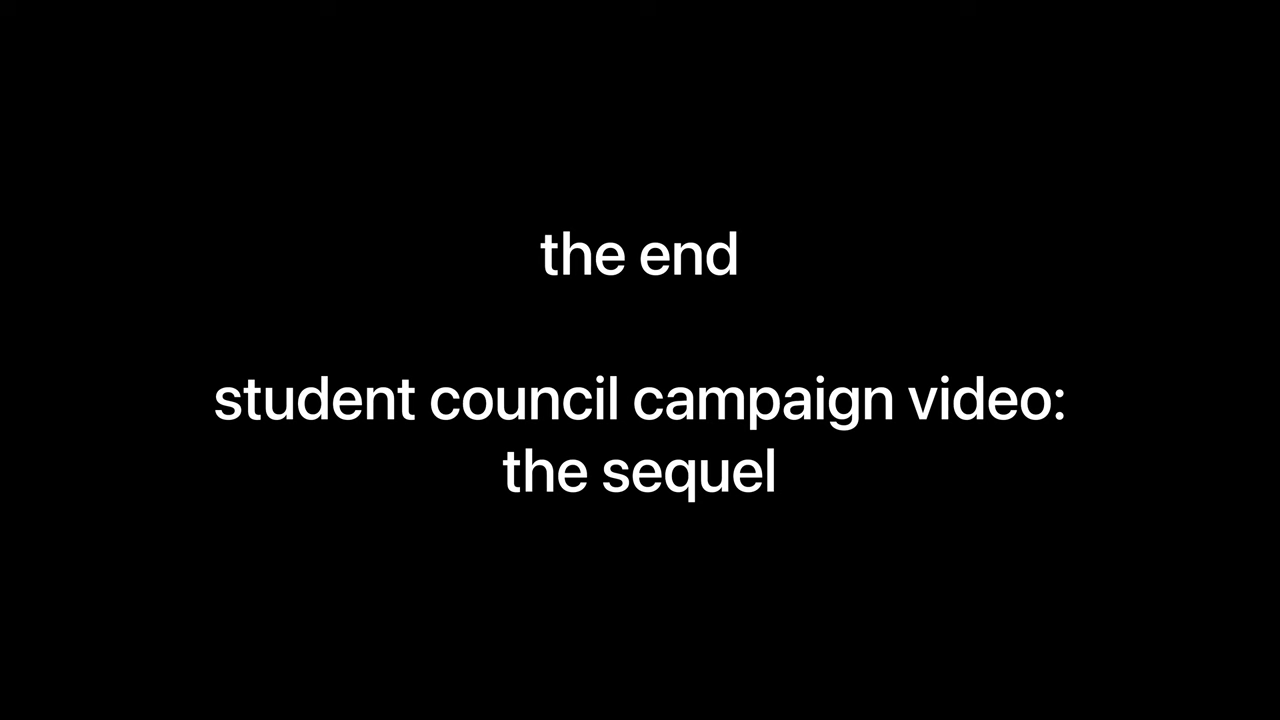 the end
student council campaign video:
the sequel